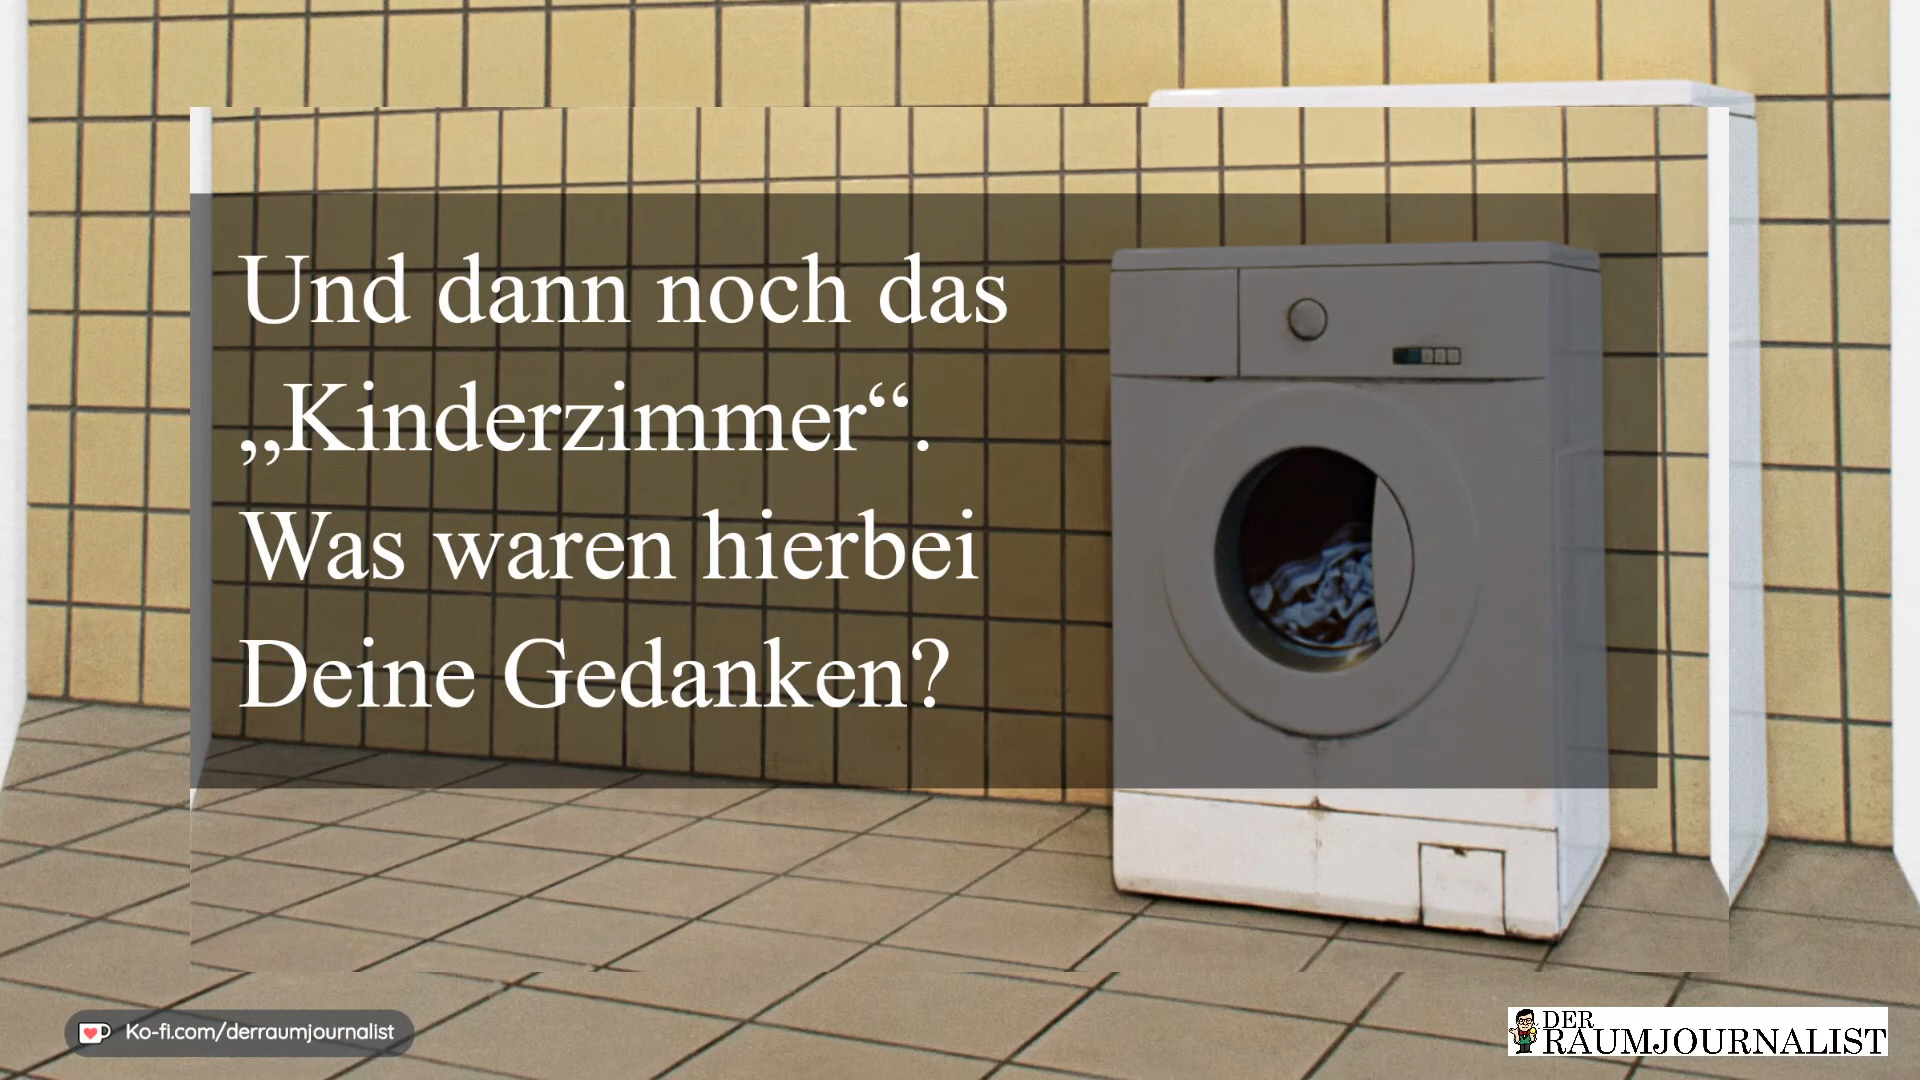 Und dann noch das
„Kinderzimmer“.
Was waren hierbei
Deine Gedanken?
Ko-fi.com/derraumjournalist
DER
RAUMJOURNALIST